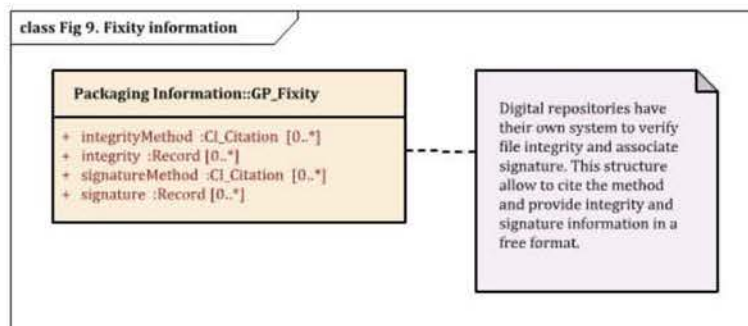 class Fig 9. Fixity information
Packaging Information::GP_Fixity
+ integrityMethod :CI_Citation [0..*]
+ integrity :Record [0..*]
+ signatureMethod :CI_Citation [0..*]
+ signature :Record [0..*]
Digital repositories have
their own system to verify
file integrity and associate
signature. This structure
allow to cite the method
and provide integrity and
signature information in a
free format.